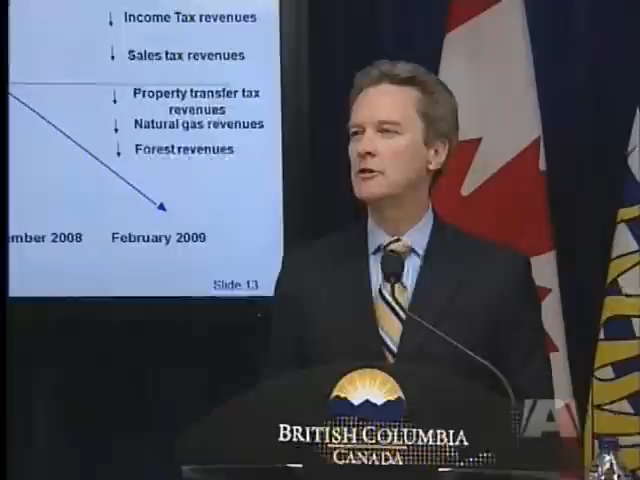 ↓ Income Tax revenues
↓ Sales tax revenues
↓ Property transfer tax
revenues
↓ Natural gas revenues
↓ Forest revenues
mber 2008
February 2009
Slide 13
BRITISH COLUMBIA
CANADA
A